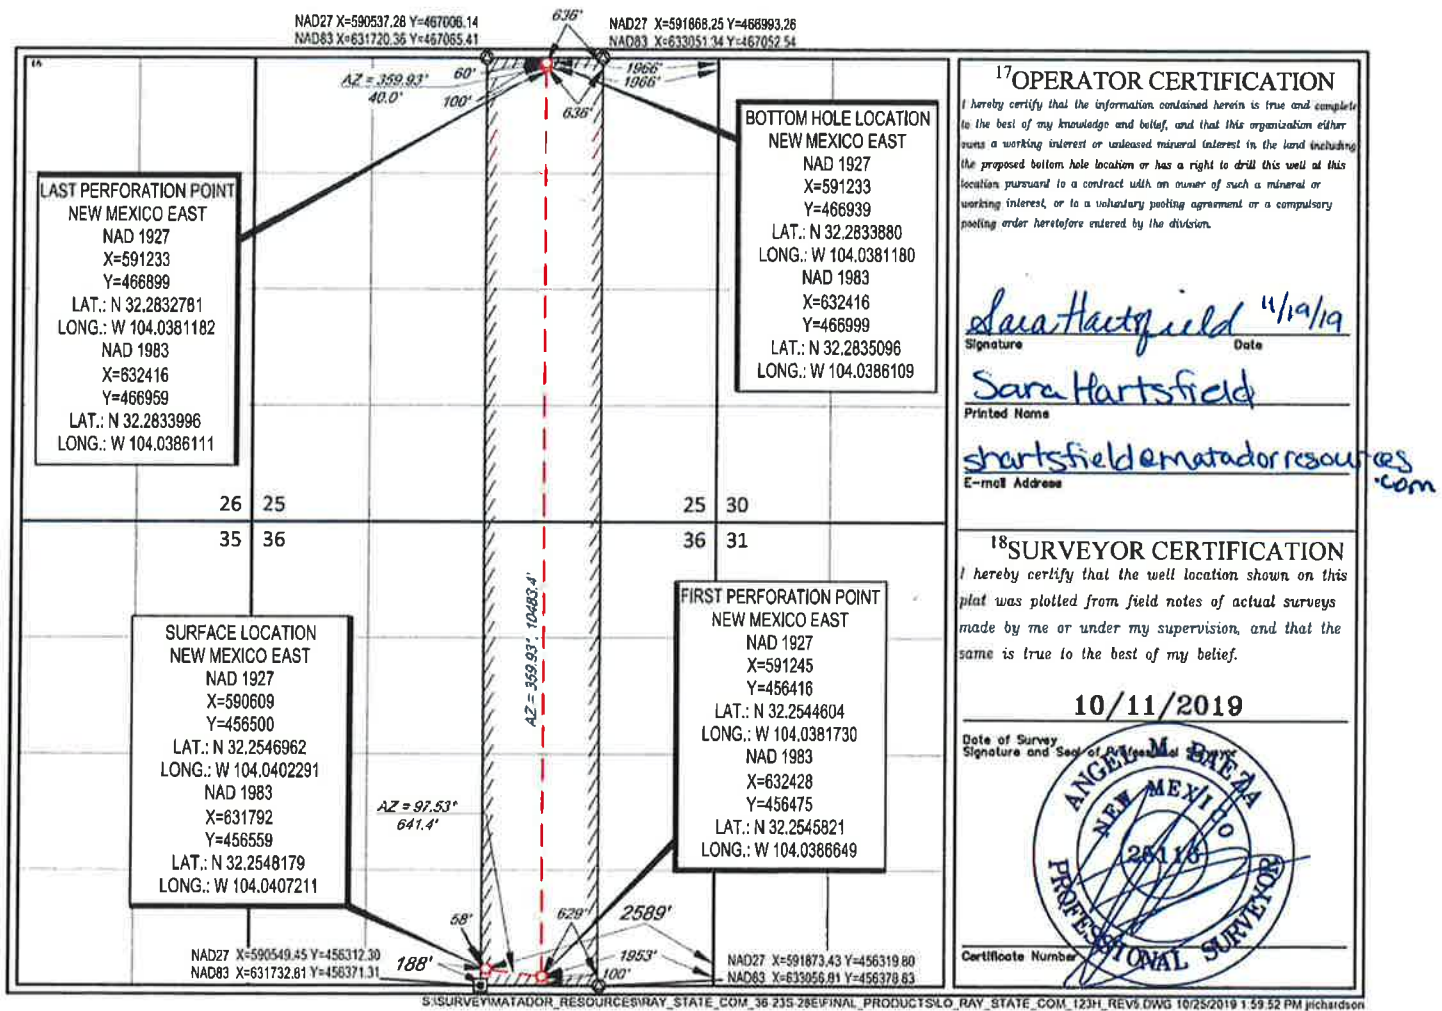 NAD27 X=590537.28 Y=467006.14
NAD83 X=631720.36 Y=467065.41
636'
NAD27 X=591668.25 Y=466993.26
NAD83 X=633051.34 Y=467052.54
AZ = 359.93°
40.0'
60'
100'
1966'
1966'
636'
LAST PERFORATION POINT
NEW MEXICO EAST
NAD 1927
X=591233
Y=466899
LAT.: N 32.2832781
LONG.: W 104.0381182
NAD 1983
X=632416
Y=466959
LAT.: N 32.2833996
LONG.: W 104.0386111
BOTTOM HOLE LOCATION
NEW MEXICO EAST
NAD 1927
X=591233
Y=466939
LAT.: N 32.2833880
LONG.: W 104.0381180
NAD 1983
X=632416
Y=466999
LAT.: N 32.2835096
LONG.: W 104.0386109
26 25
35 36
25 30
36 31
AZ = 359.93°, 10483.4'
SURFACE LOCATION
NEW MEXICO EAST
NAD 1927
X=590609
Y=456500
LAT.: N 32.2546962
LONG.: W 104.0402291
NAD 1983
X=631792
Y=456559
LAT.: N 32.2548179
LONG.: W 104.0407211
AZ = 97.53°
641.4'
FIRST PERFORATION POINT
NEW MEXICO EAST
NAD 1927
X=591245
Y=456416
LAT.: N 32.2544604
LONG.: W 104.0381730
NAD 1983
X=632428
Y=456475
LAT.: N 32.2545821
LONG.: W 104.0386649
58'
188'
629'
2589'
1953'
100'
NAD27 X=590549.45 Y=456312.30
NAD83 X=631732.81 Y=456371.31
NAD27 X=591873.43 Y=456319.80
NAD83 X=633056.81 Y=456378.83
17 OPERATOR CERTIFICATION
I hereby certify that the information contained herein is true and complete
to the best of my knowledge and belief, and that this organization either
owns a working interest or unleased mineral interest in the land including
the proposed bottom hole location or has a right to drill this well at this
location pursuant to a contract with an owner of such a mineral or
working interest, or to a voluntary pooling agreement or a compulsory
pooling order heretofore entered by the division.
Sara Hartsfield 11/19/19
Signature Date
Sara Hartsfield
Printed Name
shartsfield@matadorresources
.com
E-mail Address
18 SURVEYOR CERTIFICATION
I hereby certify that the well location shown on this
plat was plotted from field notes of actual surveys
made by me or under my supervision, and that the
same is true to the best of my belief.
10/11/2019
Date of Survey
Signature and Seal of Professional Surveyor
ANGEL M. BAEZA
NEW MEXICO
25116
PROFESSIONAL SURVEYOR
Certificate Number
S:\SURVEY\MATADOR_RESOURCES\RAY_STATE_COM_36-23S-28E\FINAL_PRODUCTS\LO_RAY_STATE_COM_123H_REV5.DWG 10/25/2019 1:59:52 PM jrichardson